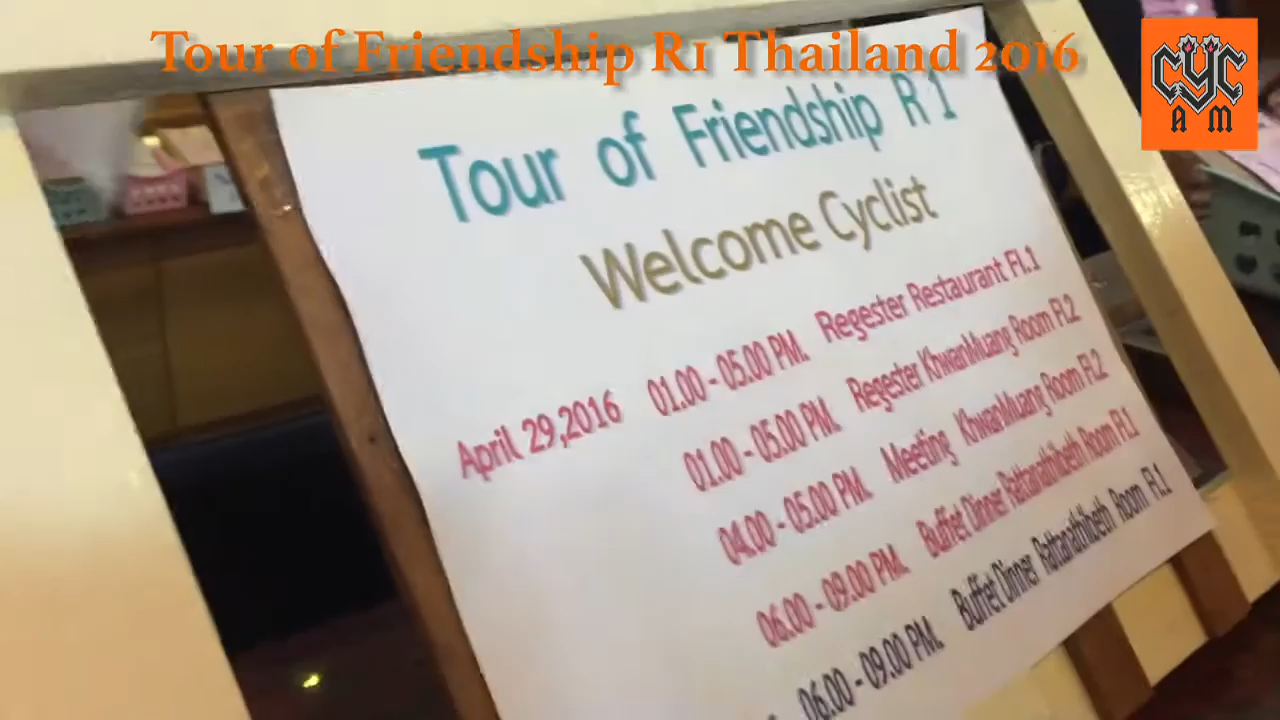 Tour of Friendship R1 Thailand 2016
CYC
AM
Tour of Friendship R 1
Welcome Cyclist
April 29,2016 01.00 - 05.00 PM. Regester Restaurant Fl.1
01.00 - 05.00 PM. Regester KhwanMuang Room Fl.2
04.00 - 05.00 PM. Meeting KhwanMuang Room Fl.2
06.00 - 09.00 PM. Buffet Dinner Rattanathibeth Room Fl.1
06.00 - 09.00 PM. Buffet Dinner Rattanathibeth Room Fl.1